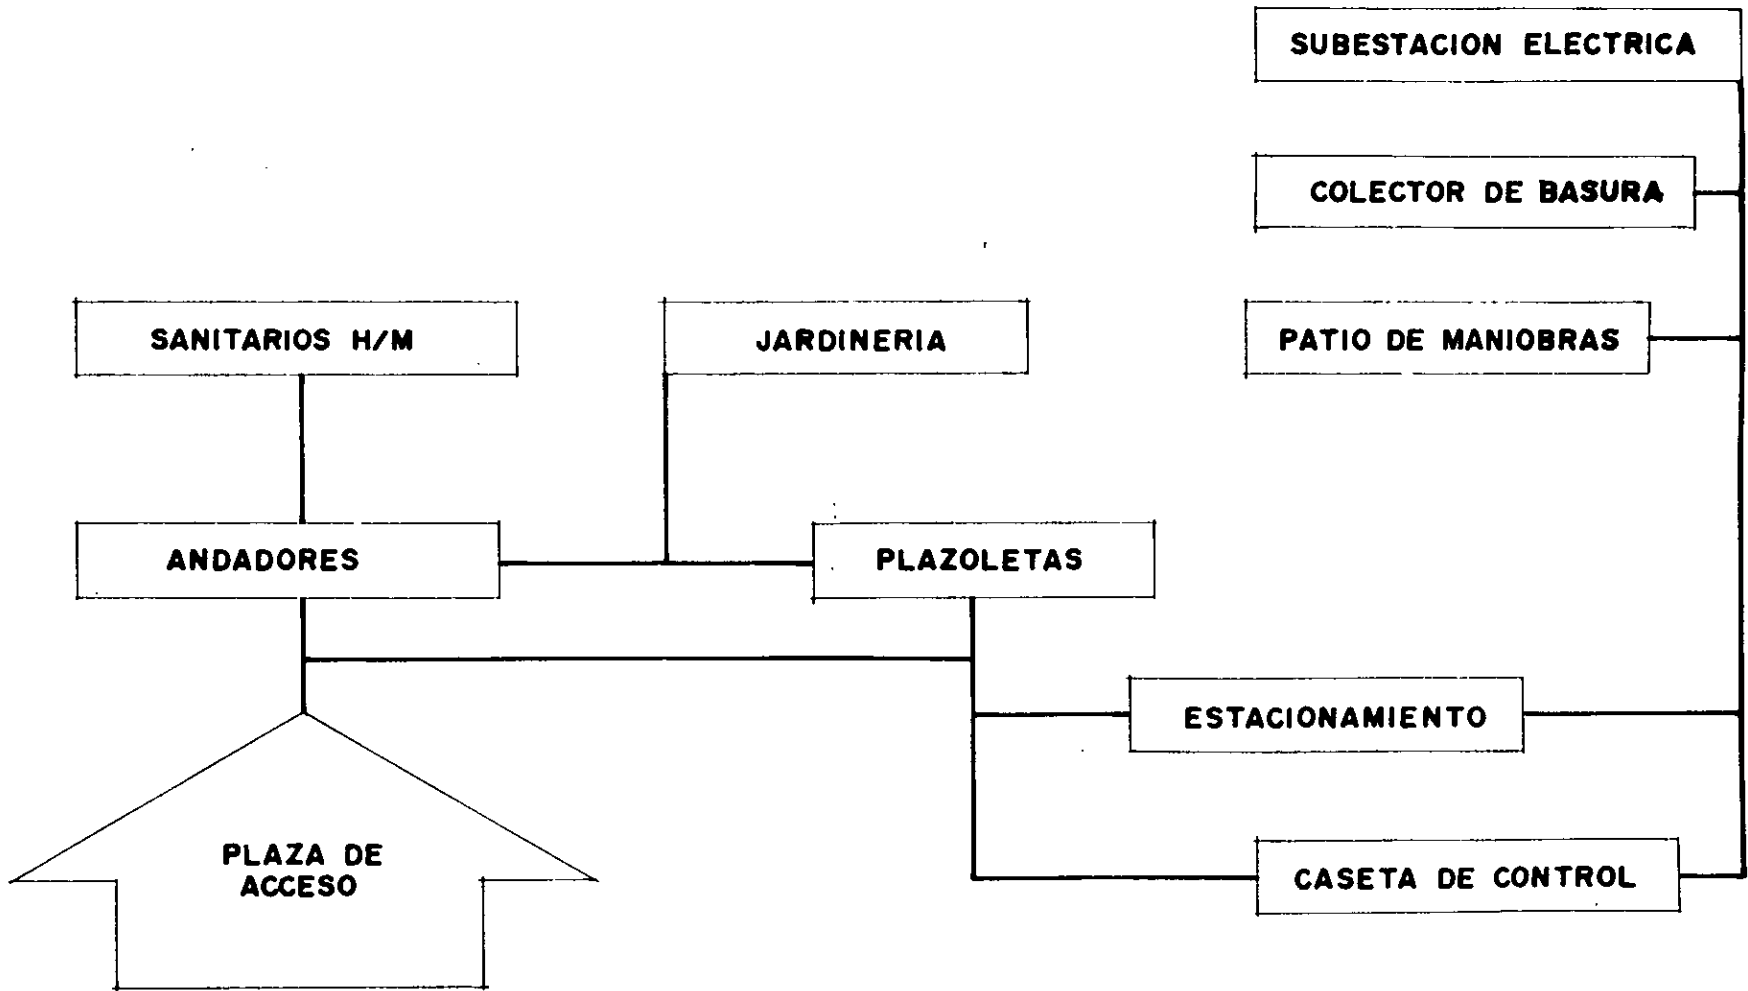 SUBESTACION ELECTRICA
COLECTOR DE BASURA
SANITARIOS H/M
JARDINERIA
PATIO DE MANIOBRAS
ANDADORES
PLAZOLETAS
ESTACIONAMIENTO
PLAZA DE
ACCESO
CASETA DE CONTROL